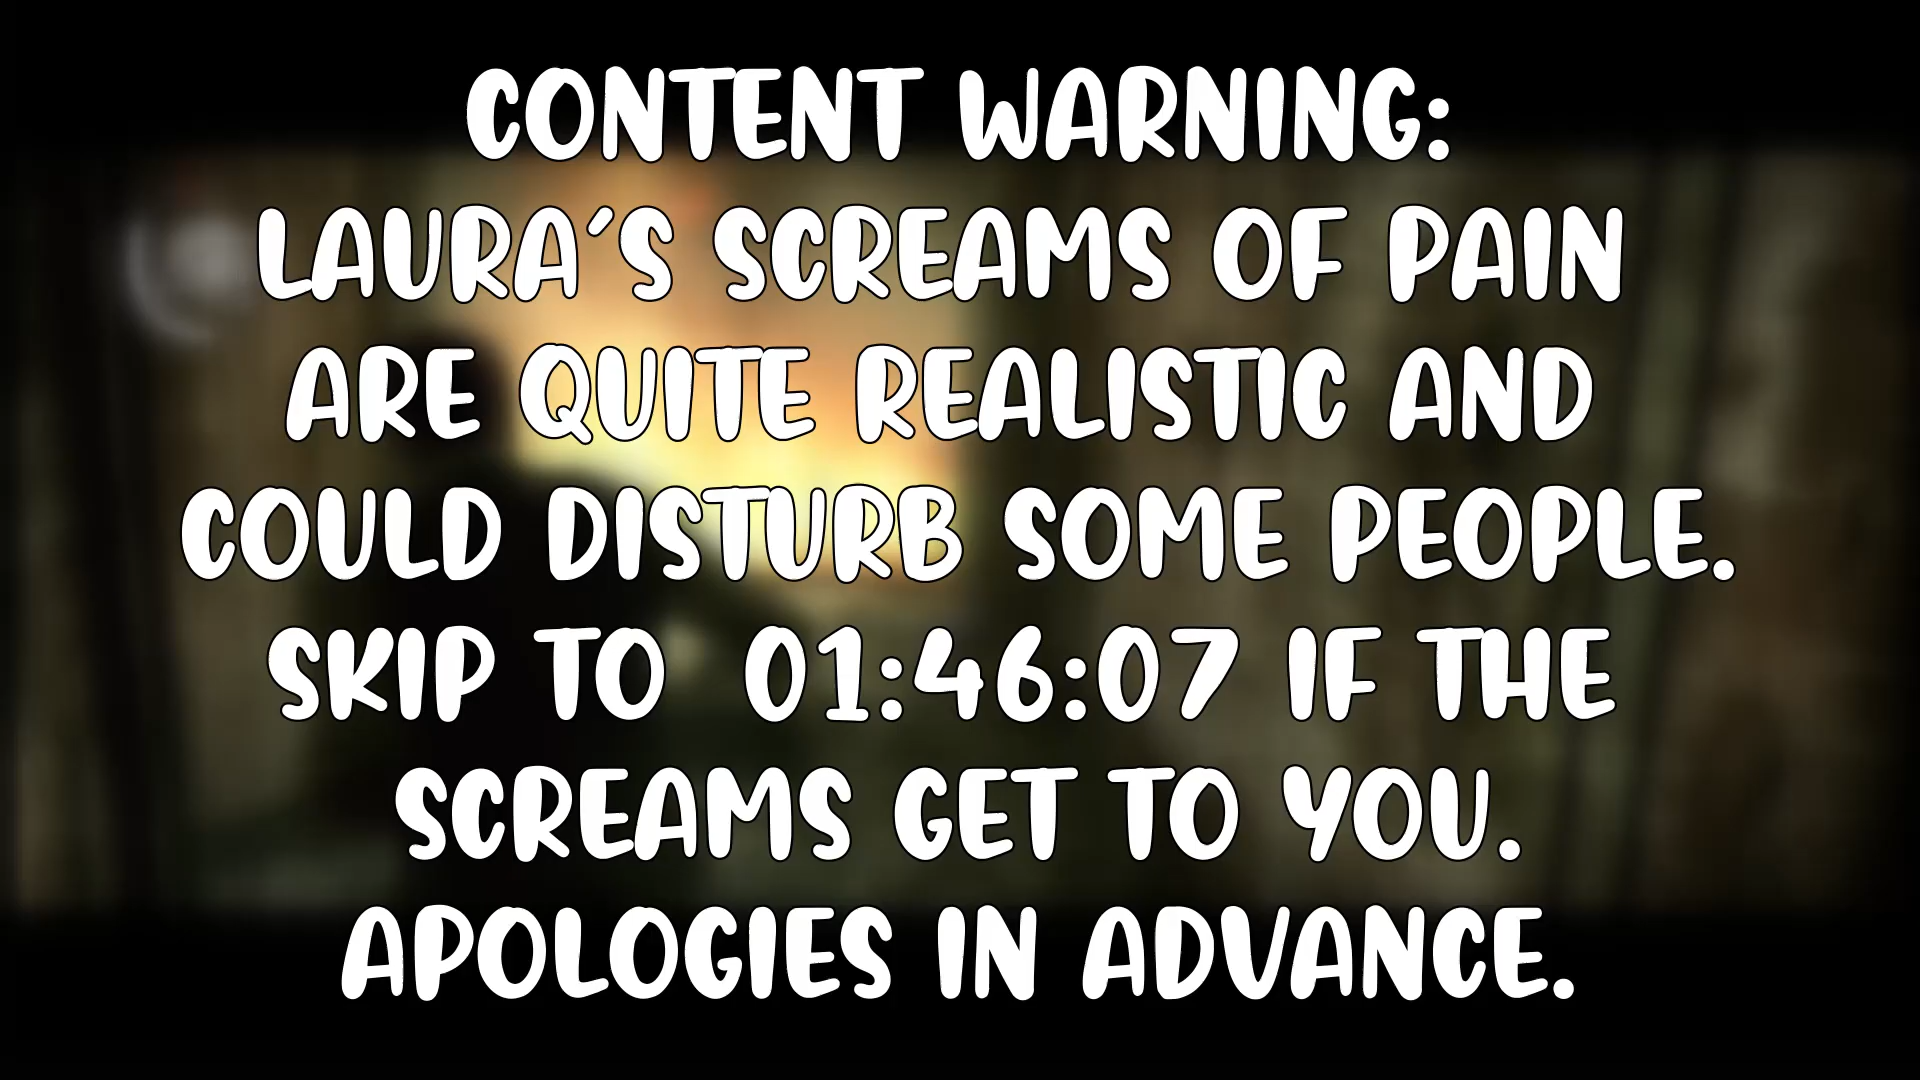 CONTENT WARNING:
LAURA'S SCREAMS OF PAIN
ARE QUITE REALISTIC AND
COULD DISTURB SOME PEOPLE.
SKIP TO 01:46:07 IF THE
SCREAMS GET TO YOU.
APOLOGIES IN ADVANCE.